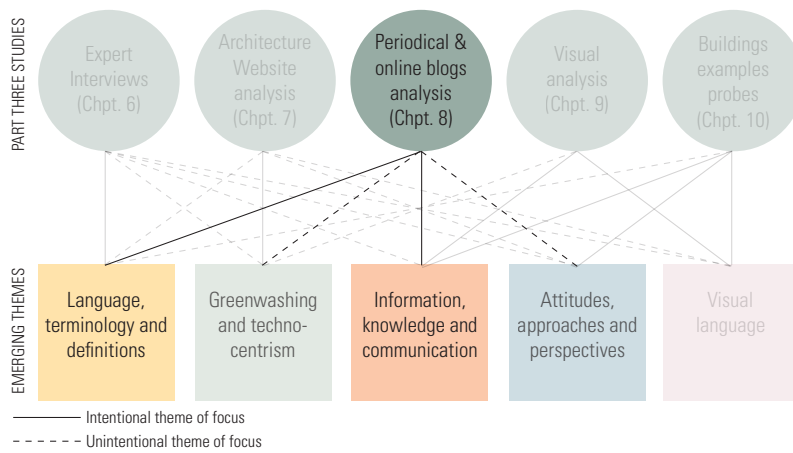 PART THREE STUDIES
Expert
Interviews
(Chpt. 6)
Architecture
Website
analysis
(Chpt. 7)
Periodical &
online blogs
analysis
(Chpt. 8)
Visual
analysis
(Chpt. 9)
Buildings
examples
probes
(Chpt. 10)
EMERGING THEMES
Language,
terminology and
definitions
Greenwashing
and techno-
centrism
Information,
knowledge and
communication
Attitudes,
approaches and
perspectives
Visual
language
Intentional theme of focus
Unintentional theme of focus